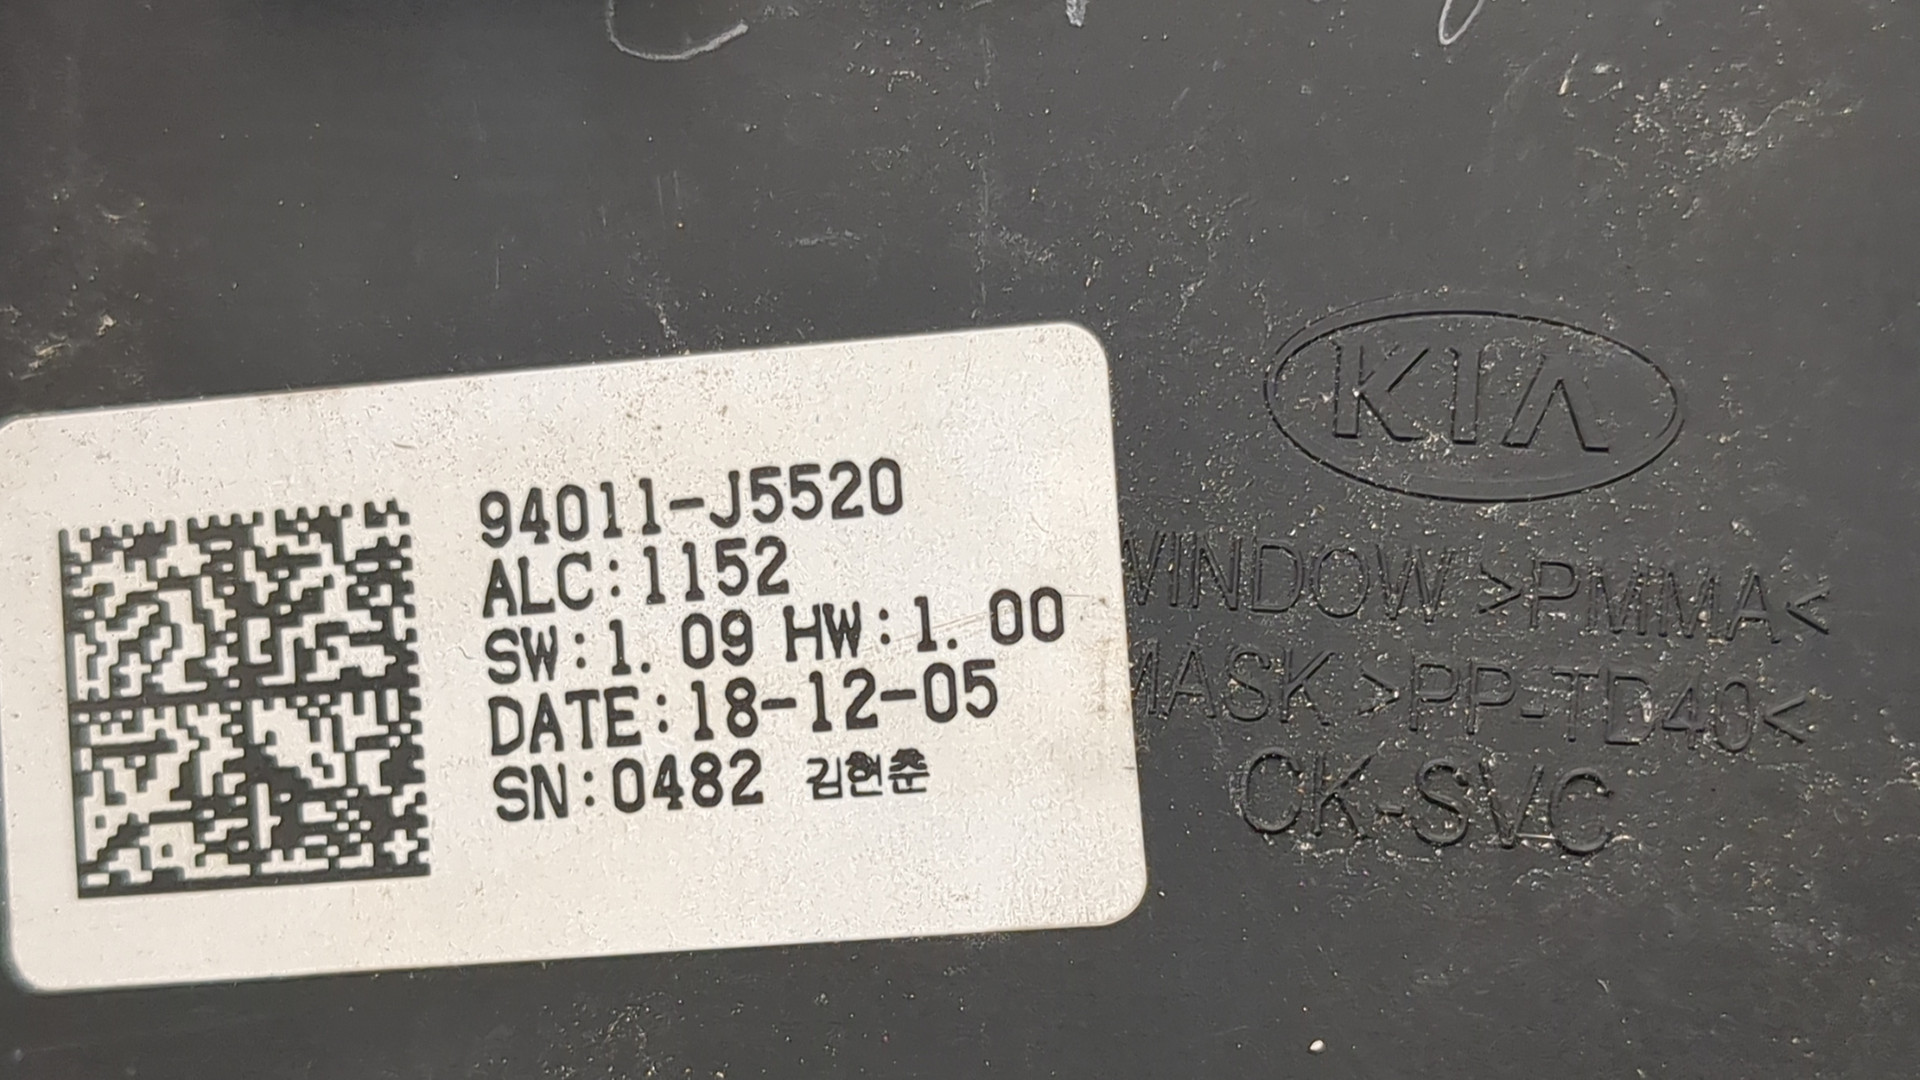 94011-J5520
ALC:1152
SW:1.09 HW:1.00
DATE:18-12-05
SN:0482 김현춘
KIA
WINDOW >PMMA<
MASK >PP-TD40<
CK-SVC